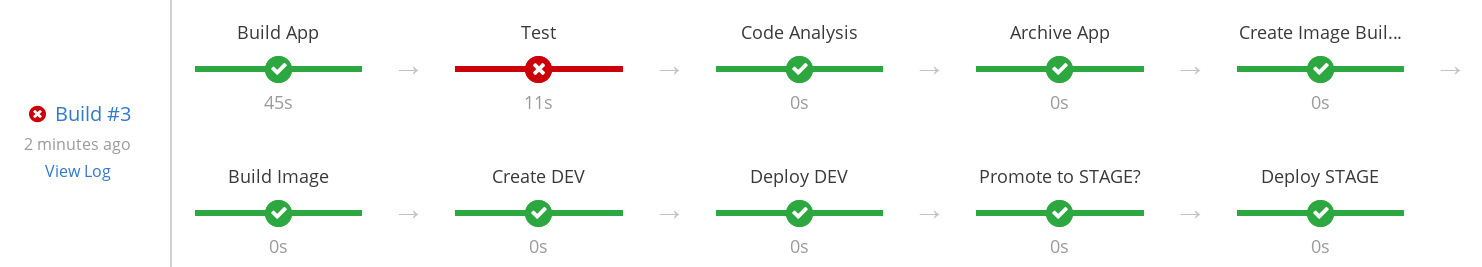 Build #3
2 minutes ago
View Log
Build App
Test
Code Analysis
Archive App
Create Image Buil...
45s
11s
0s
0s
0s
Build Image
Create DEV
Deploy DEV
Promote to STAGE?
Deploy STAGE
0s
0s
0s
0s
0s